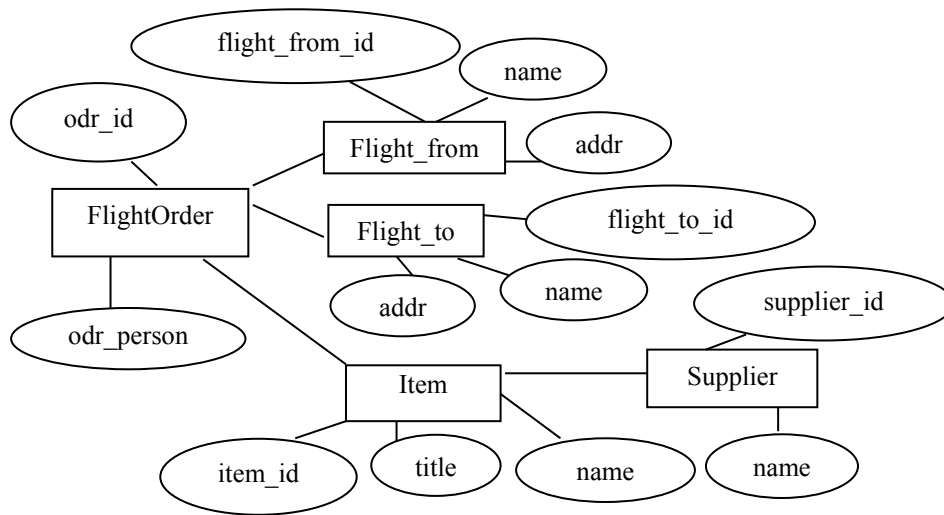 flight_from_id
name
odr_id
Flight_from
addr
FlightOrder
Flight_to
flight_to_id
addr
name
supplier_id
odr_person
Item
Supplier
item_id
title
name
name